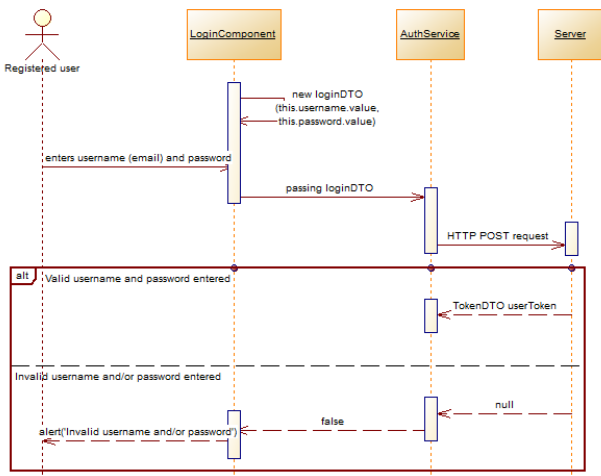 LoginComponent
AuthService
Server
Registered user
new loginDTO
(this.username.value,
this.password.value)
enters username (email) and password
passing loginDTO
HTTP POST request
alt
Valid username and password entered
TokenDTO userToken
Invalid username and/or password entered
null
false
alert('Invalid username and/or password')